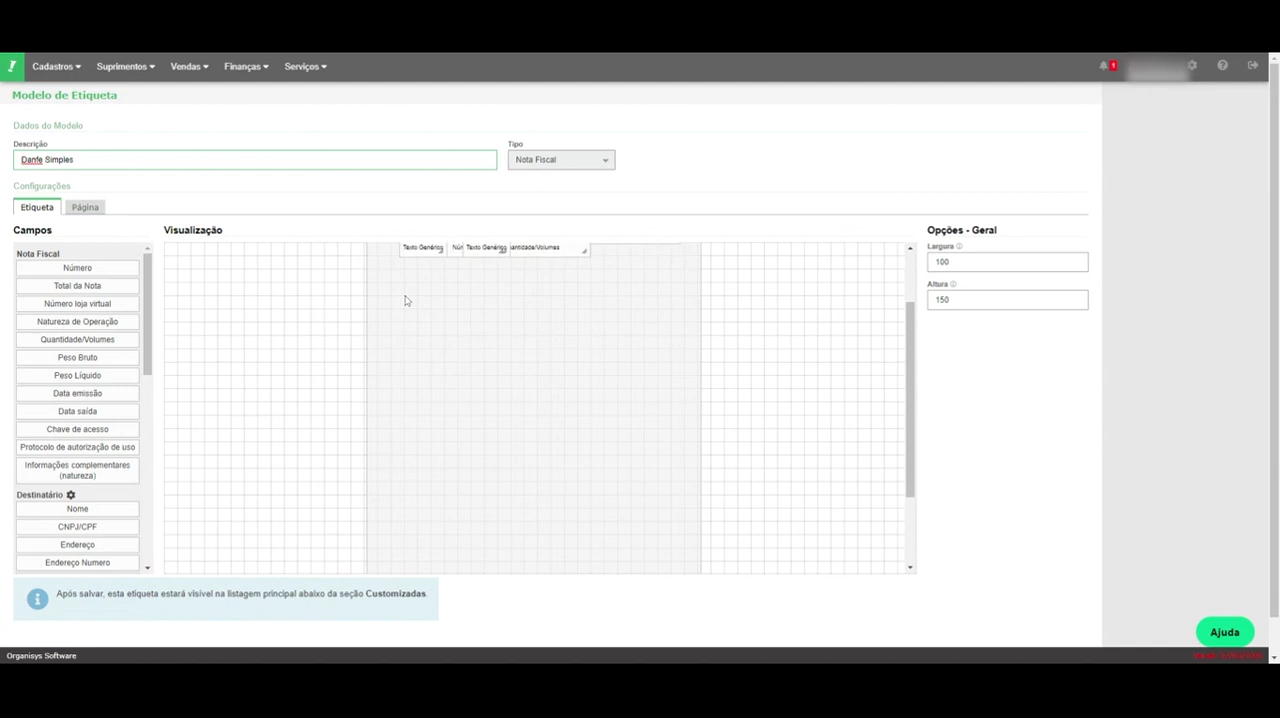 Cadastros Suprimentos Vendas Finanças Serviços 1
Modelo de Etiqueta
Dados do Modelo
Descrição Tipo
Danfe Simples Nota Fiscal
Configurações
Etiqueta Página
Campos Visualização Opções - Geral
Nota Fiscal
Número
Total da Nota
Número loja virtual
Natureza de Operação
Quantidade/Volumes
Peso Bruto
Peso Líquido
Data emissão
Data saída
Chave de acesso
Protocolo de autorização de uso
Informações complementares
(natureza)
Destinatário
Nome
CNPJ/CPF
Endereço
Endereço Numero
Texto Genérico Núm Texto Genérico uantidade/Volumes
Largura
100
Altura
150
Após salvar, esta etiqueta estará visível na listagem principal abaixo da seção Customizadas.
Ajuda
Organisys Software